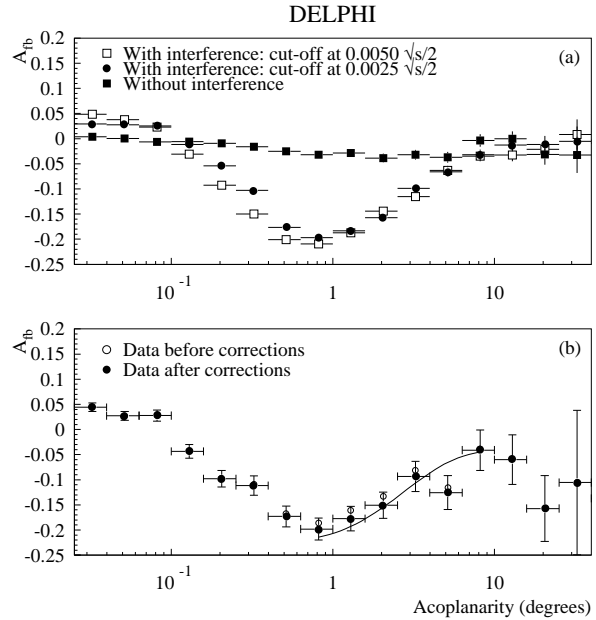 DELPHI
A_fb
0.2
0.15
0.1
0.05
0
-0.05
-0.1
-0.15
-0.2
-0.25
With interference: cut-off at 0.0050 √s/2
With interference: cut-off at 0.0025 √s/2
Without interference
(a)
10^-1
1
10
A_fb
0.2
0.15
0.1
0.05
0
-0.05
-0.1
-0.15
-0.2
-0.25
Data before corrections
Data after corrections
(b)
10^-1
1
10
Acoplanarity (degrees)